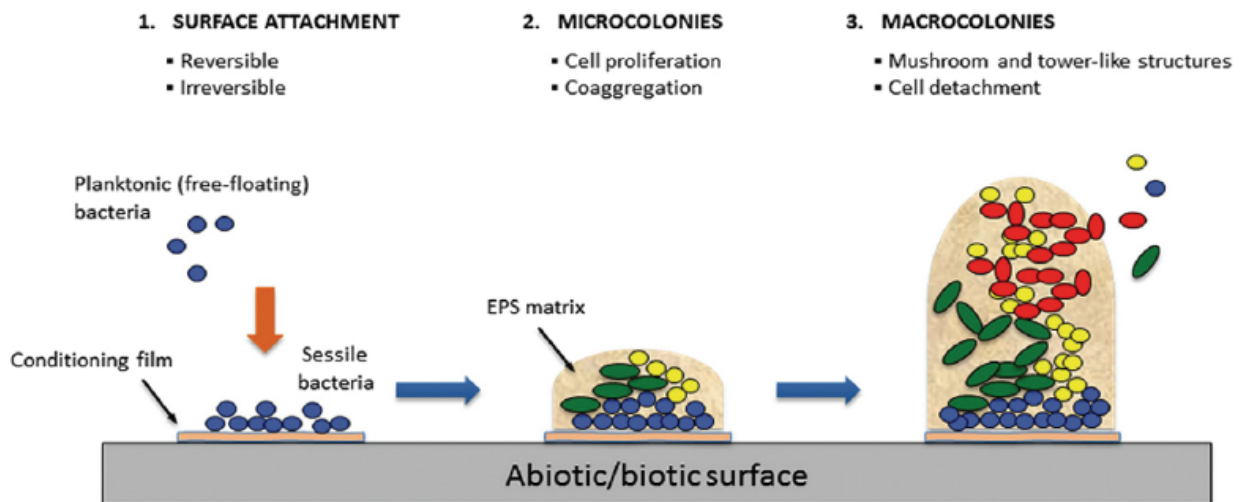 1. SURFACE ATTACHMENT
▪ Reversible
▪ Irreversible
2. MICROCOLONIES
▪ Cell proliferation
▪ Coaggregation
3. MACROCOLONIES
▪ Mushroom and tower-like structures
▪ Cell detachment
Planktonic (free-floating)
bacteria
Conditioning film
Sessile
bacteria
EPS matrix
Abiotic/biotic surface